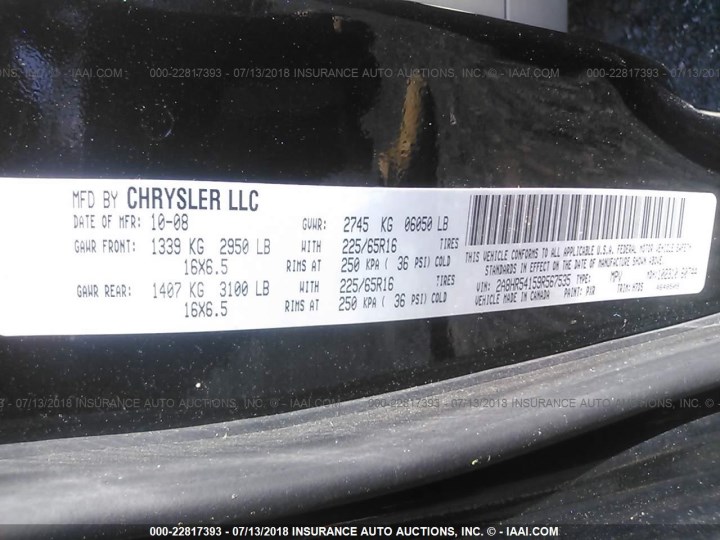 000-22817393 - 07/13/2018 INSURANCE AUTO AUCTIONS, INC. © - IAAI.COM
MFD BY CHRYSLER LLC
DATE OF MFR: 10-08 GVWR: 2745 KG 06050 LB
GAWR FRONT: 1339 KG 2950 LB WITH 225/65R16 TIRES
16X6.5 RIMS AT 250 KPA ( 36 PSI) COLD
GAWR REAR: 1407 KG 3100 LB WITH 225/65R16 TIRES
16X6.5 RIMS AT 250 KPA ( 36 PSI) COLD
THIS VEHICLE CONFORMS TO ALL APPLICABLE U.S.A. FEDERAL MOTOR VEHICLE SAFETY
STANDARDS IN EFFECT ON THE DATE OF MANUFACTURE SHOWN ABOVE.
VIN: 2A8HR54159R567535 TYPE: MPV
MADE IN CANADA PAINT: PXR TRIM:
000-22817393 - 07/13/2018 INSURANCE AUTO AUCTIONS, INC. © - IAAI.COM
000-22817393 - 07/13/2018 INSURANCE AUTO AUCTIONS, INC. © - IAAI.COM